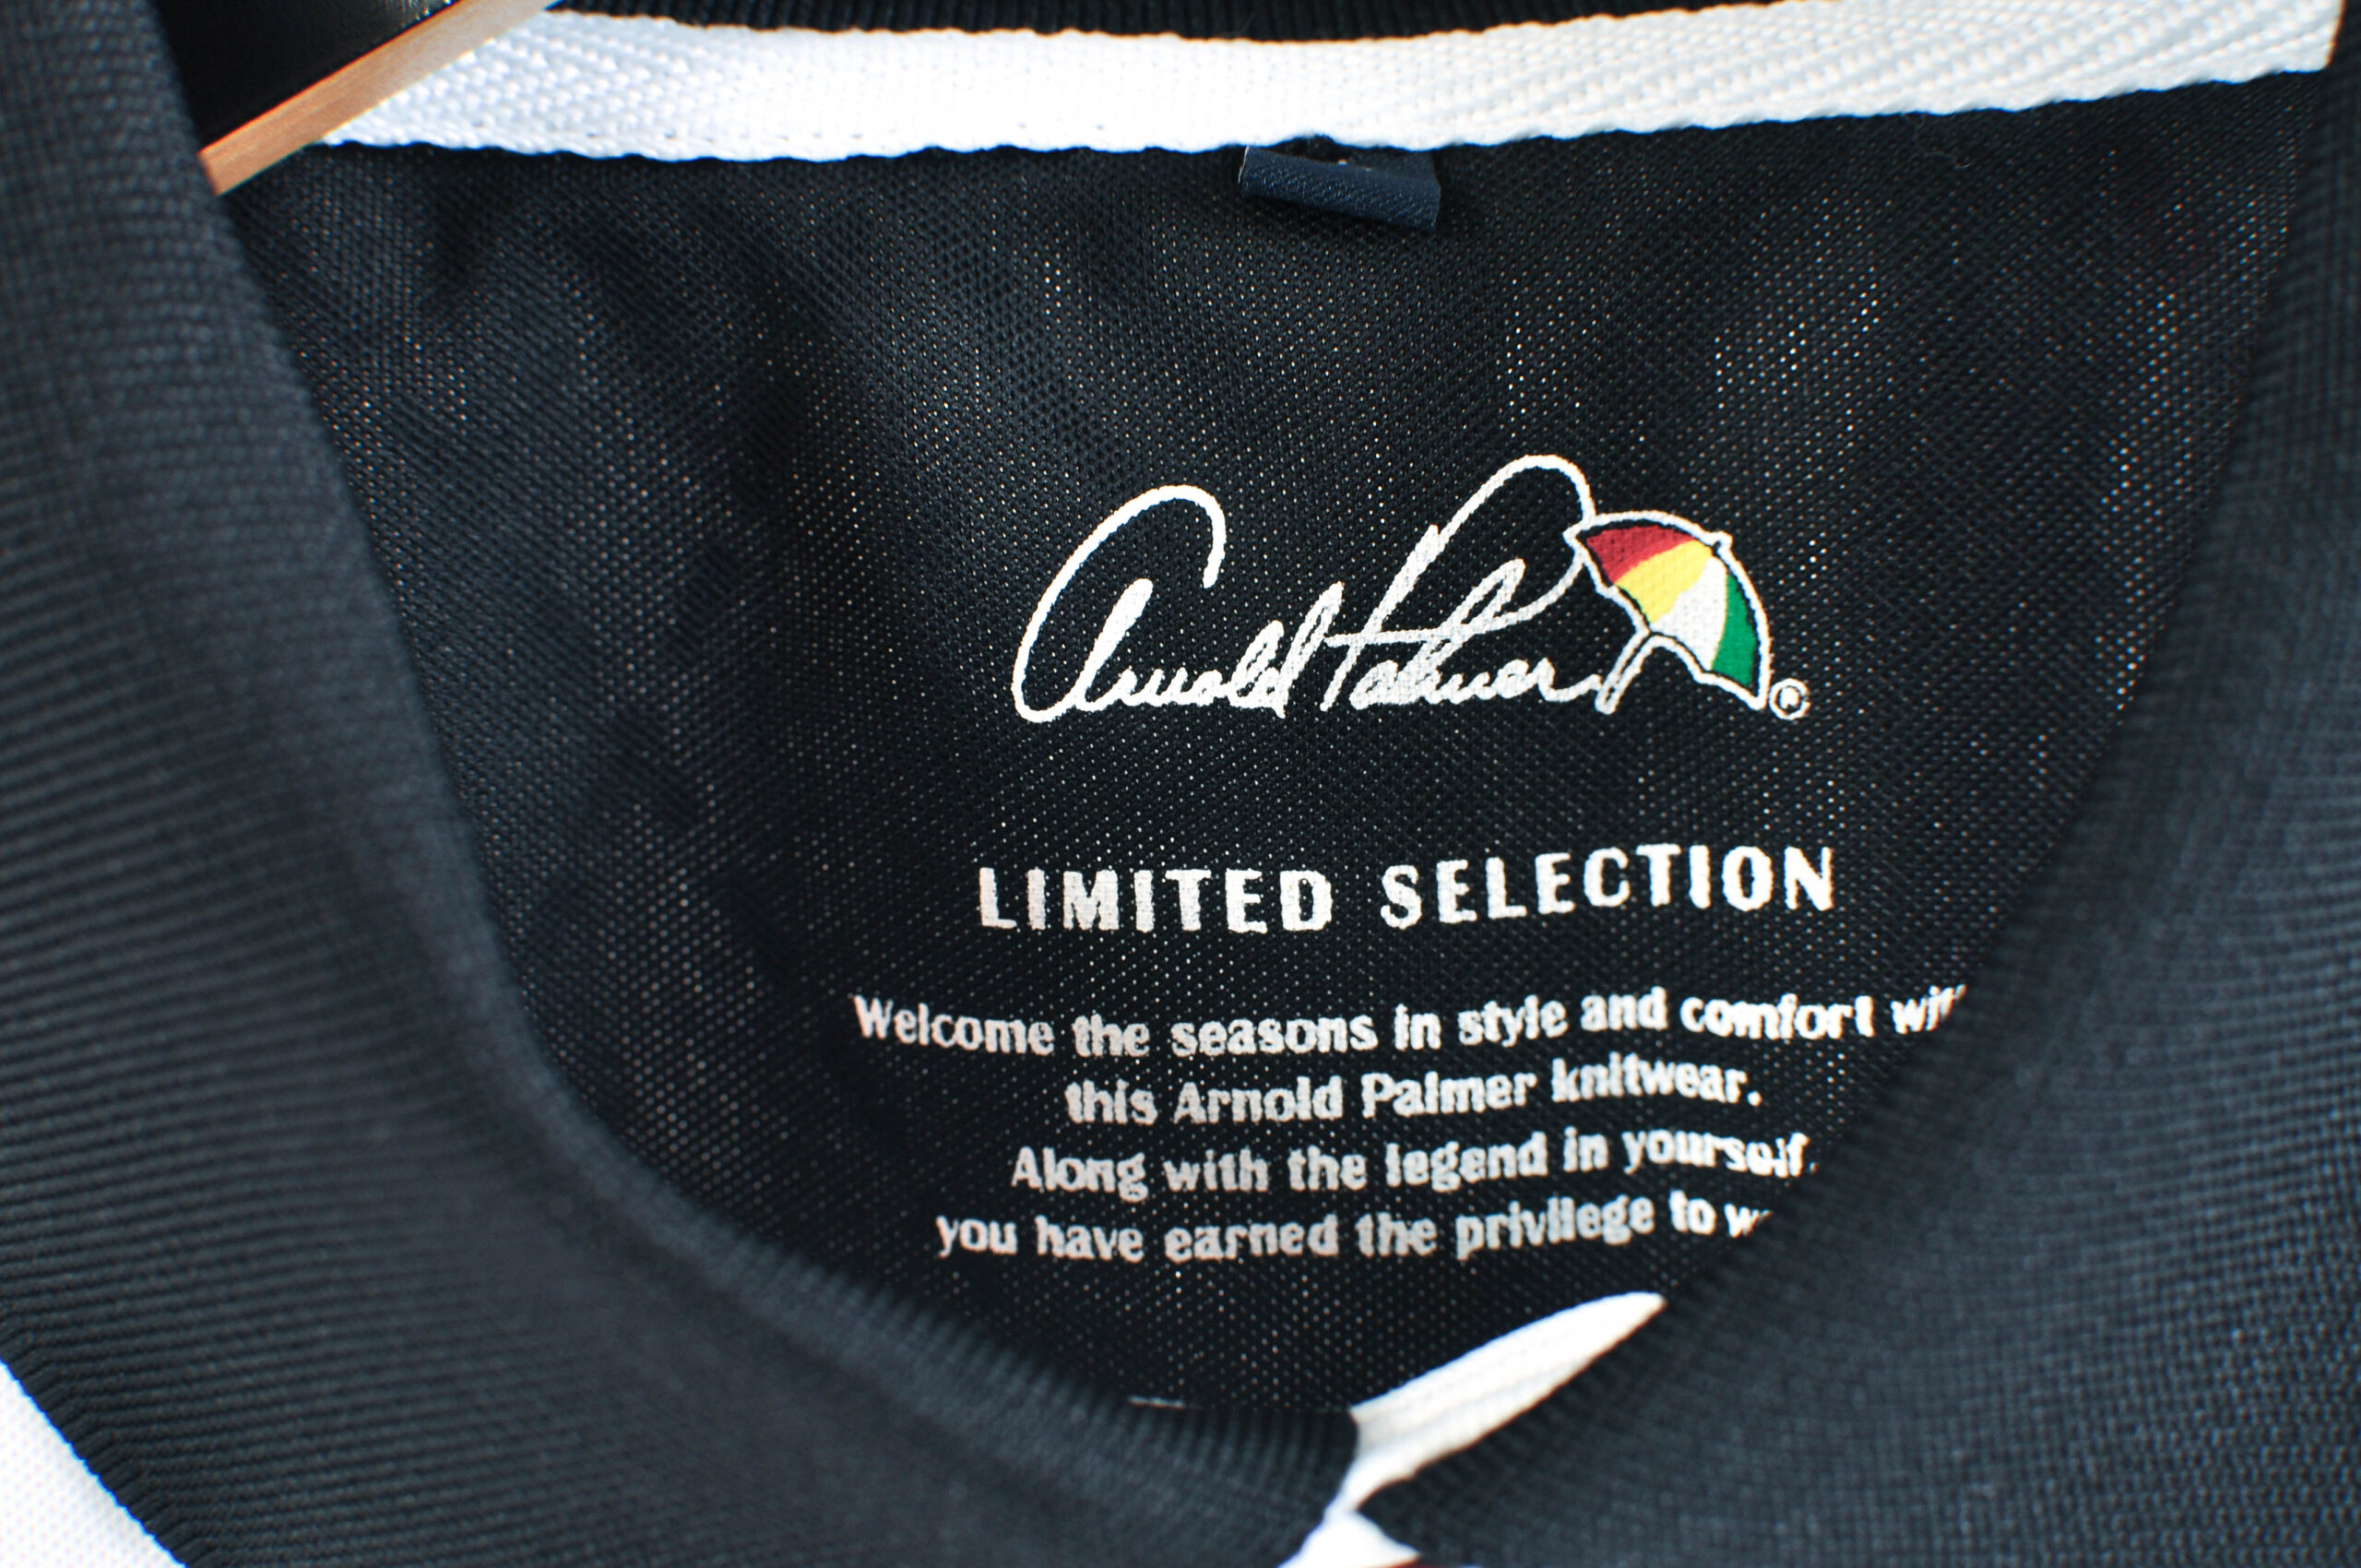 Arnold Palmer ®
LIMITED SELECTION
Welcome the seasons in style and comfort
this Arnold Palmer knitwear.
Along with the legend in yourself,
you have earned the privilege to